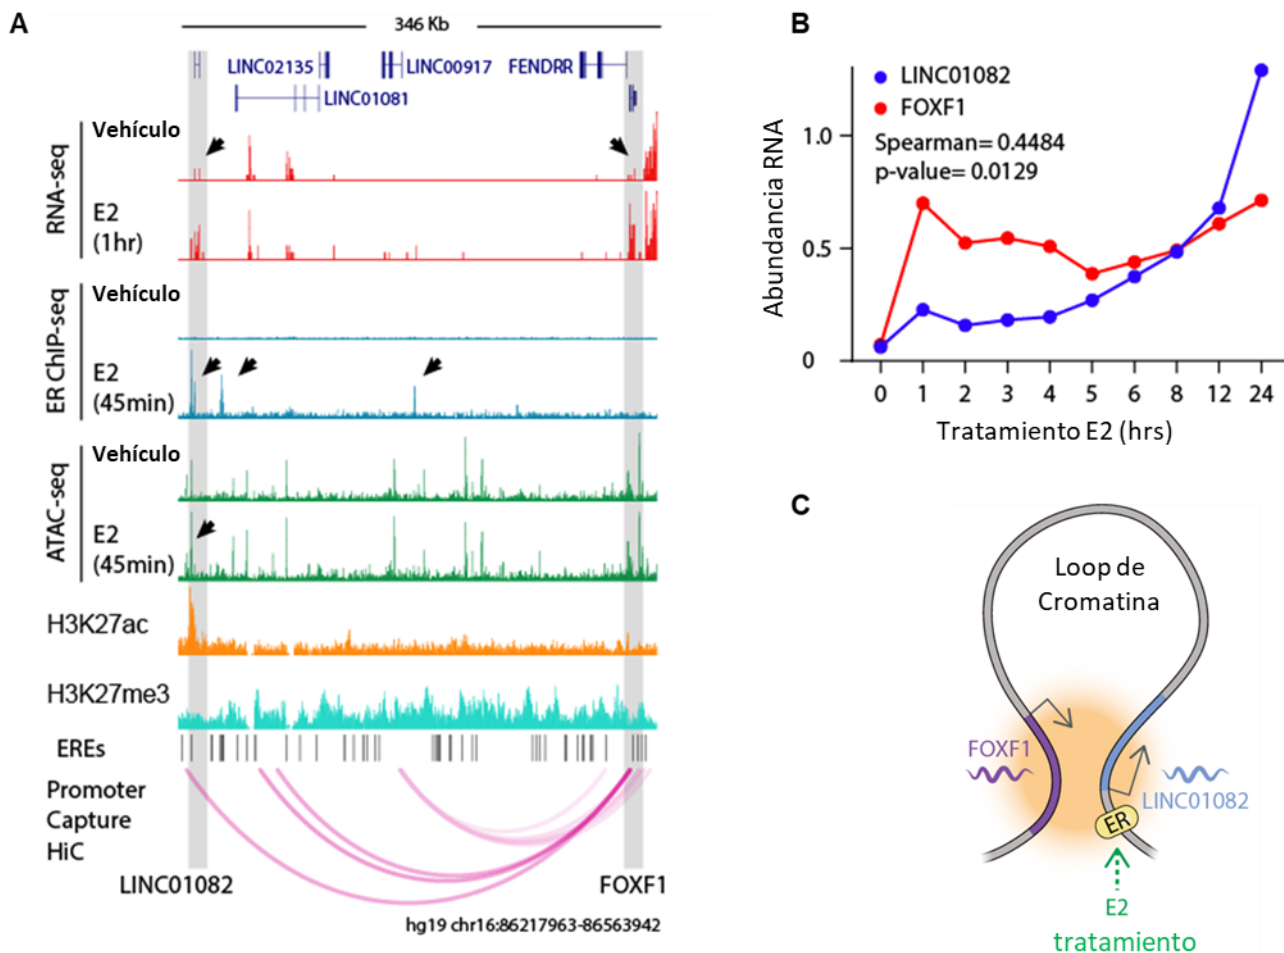 A
346 Kb
LINC02135
LINC00917
FENDRR
LINC01081
RNA-seq
Vehículo
E2
(1hr)
ER ChIP-seq
Vehículo
E2
(45min)
ATAC-seq
Vehículo
E2
(45min)
H3K27ac
H3K27me3
EREs
Promoter
Capture
HiC
LINC01082
FOXF1
hg19 chr16:86217963-86563942
B
LINC01082
FOXF1
Spearman= 0.4484
p-value= 0.0129
Abundancia RNA
1.0
0.5
0
0 1 2 3 4 5 6 8 12 24
Tratamiento E2 (hrs)
C
Loop de
Cromatina
FOXF1
LINC01082
ER
E2
tratamiento